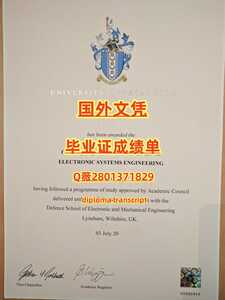 UNIVERSITY
国外文凭
has been awarded the
毕业证成绩单
ELECTRONIC SYSTEMS ENGINEERING
Q薇2801371829
having followed a programme of study approved by Academic Council
delivered
diploma-transcript
with the
Defence School of Electronic and Mechanical Engineering
Lyneham, Wiltshire, UK.
03 July 20
Vice Chancellor
Academic Registrar